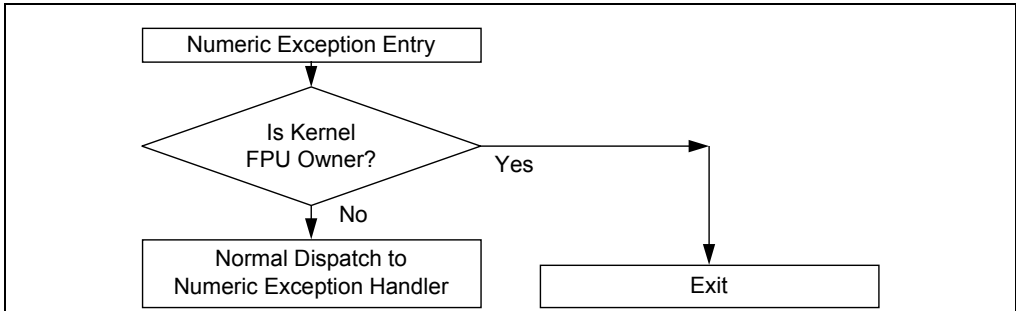 Numeric Exception Entry
Is Kernel
FPU Owner?
Yes
No
Normal Dispatch to
Numeric Exception Handler
Exit